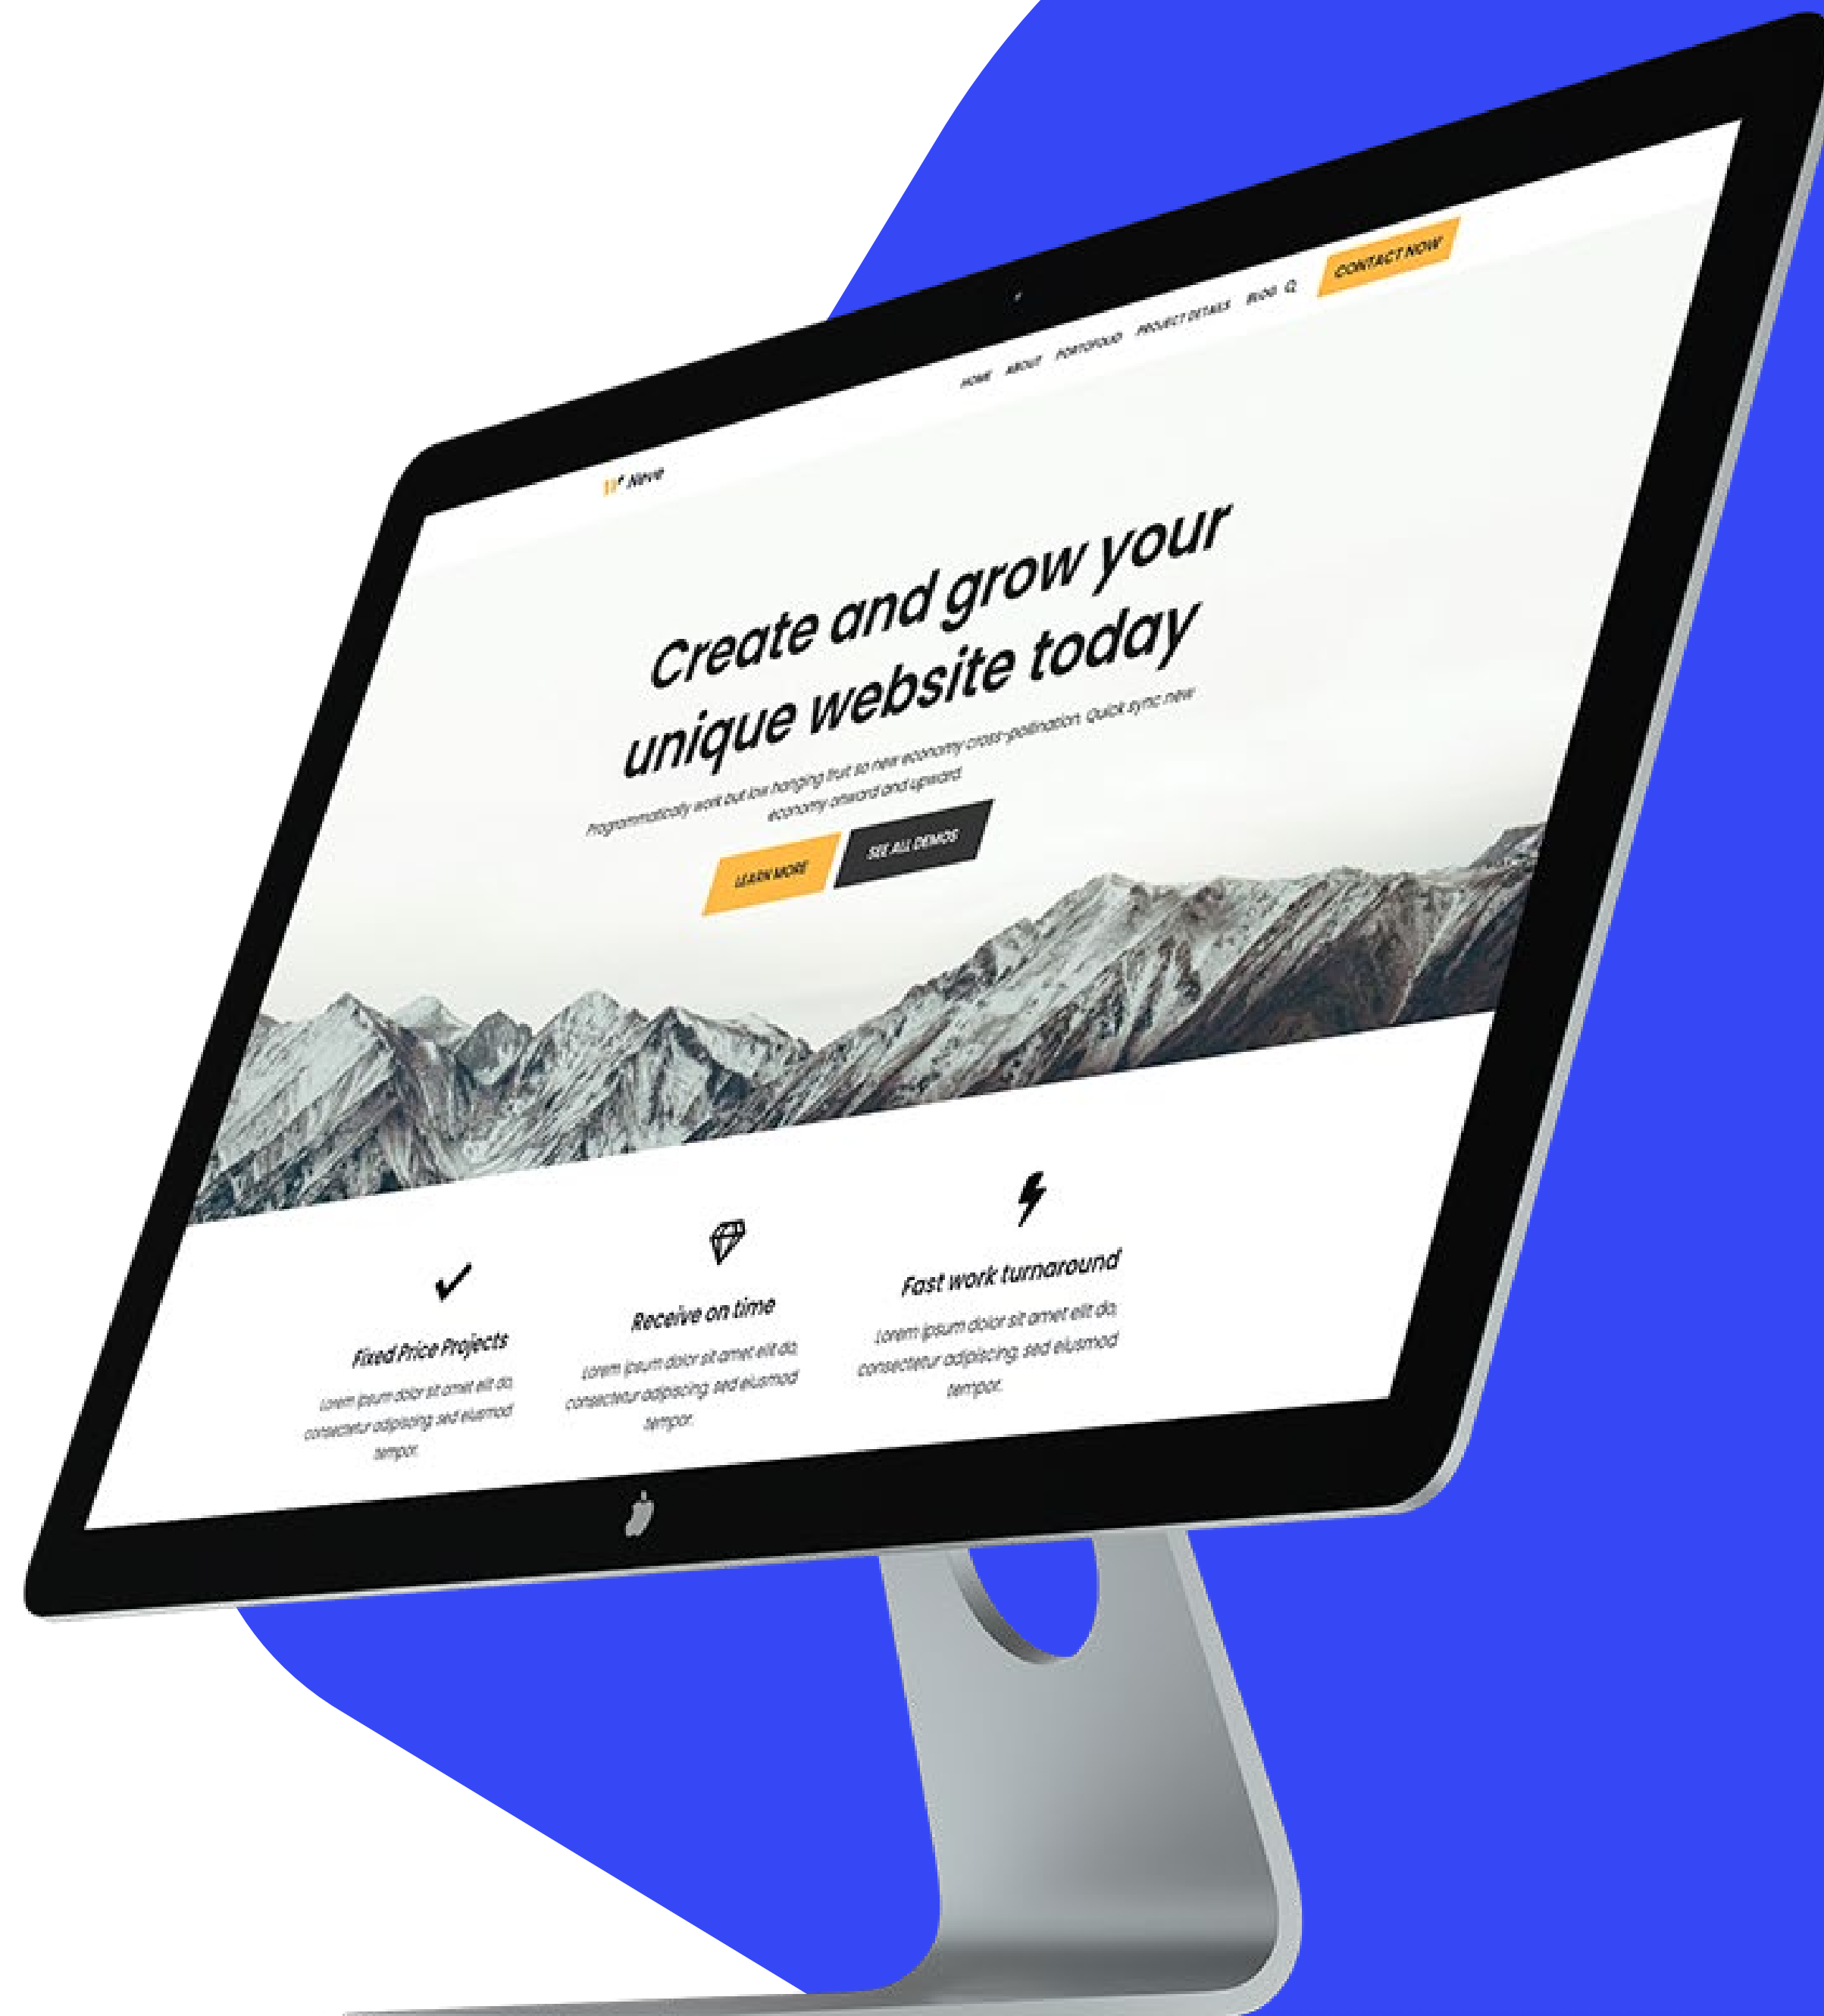 Neve
HOME ABOUT PORTOFOLIO PROJECT DETAILS BLOG
CONTACT NOW
Create and grow your
unique website today
Programmatically work but low hanging fruit so new economy cross-pollination. Quick sync new
economy onward and upward.
LEARN MORE
SEE ALL DEMOS
Fixed Price Projects
Lorem ipsum dolor sit amet elit do,
consectetur adipiscing, sed eiusmod
tempor.
Receive on time
Lorem ipsum dolor sit amet elit do,
consectetur adipiscing, sed eiusmod
tempor.
Fast work turnaround
Lorem ipsum dolor sit amet elit do,
consectetur adipiscing, sed eiusmod
tempor.